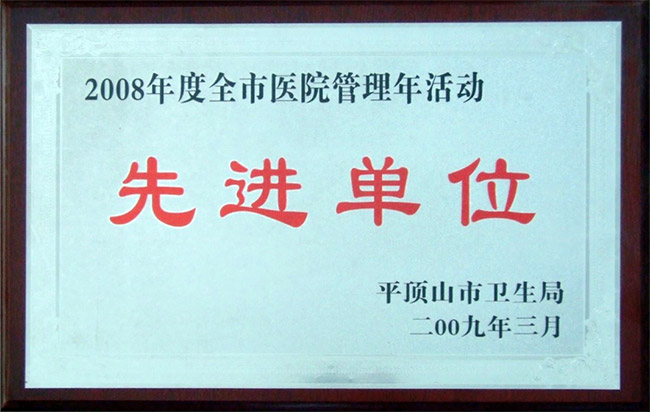 2008年度全市医院管理年活动
先进单位
平顶山市卫生局
二00九年三月